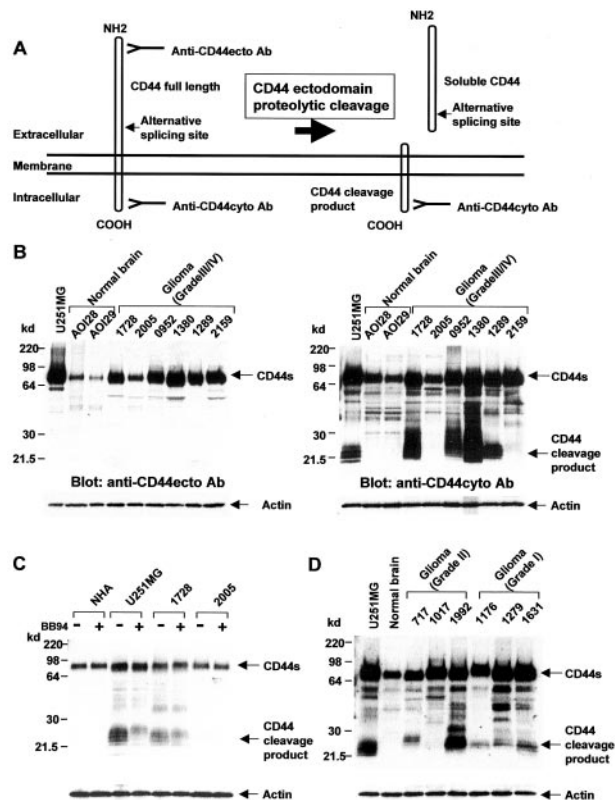 A
NH2
Anti-CD44ecto Ab
CD44 full length
Alternative
splicing site
Extracellular
Membrane
Intracellular
Anti-CD44cyto Ab
COOH
CD44 ectodomain
proteolytic cleavage
NH2
Soluble CD44
Alternative
splicing site
CD44 cleavage
product
Anti-CD44cyto Ab
COOH
B
kd
U251MG
Normal brain
AOI28
AOI29
Glioma
(GradeIII/IV)
1728
2005
0952
1380
1289
2159
220
98
64
30
21.5
CD44s
Blot: anti-CD44ecto Ab
Actin
kd
U251MG
Normal brain
AOI28
AOI29
Glioma
(GradeIII/IV)
1728
2005
0952
1380
1289
2159
220
98
64
30
21.5
CD44s
CD44
cleavage
product
Blot: anti-CD44cyto Ab
Actin
C
NHA
U251MG
1728
2005
BB94 - + - + - + - +
kd
220
98
64
30
21.5
CD44s
CD44
cleavage
product
Actin
D
kd
U251MG
Normal brain
Glioma
(Grade II)
717
1017
1992
Glioma
(Grade I)
1176
1279
1631
220
98
64
30
21.5
CD44s
CD44
cleavage
product
Actin